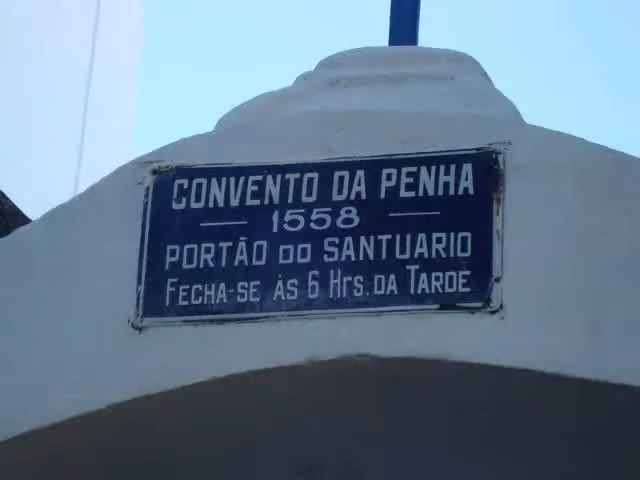 CONVENTO DA PENHA
— 1558 —
PORTÃO DO SANTUARIO
FECHA-SE ÁS 6 HRS. DA TARDE